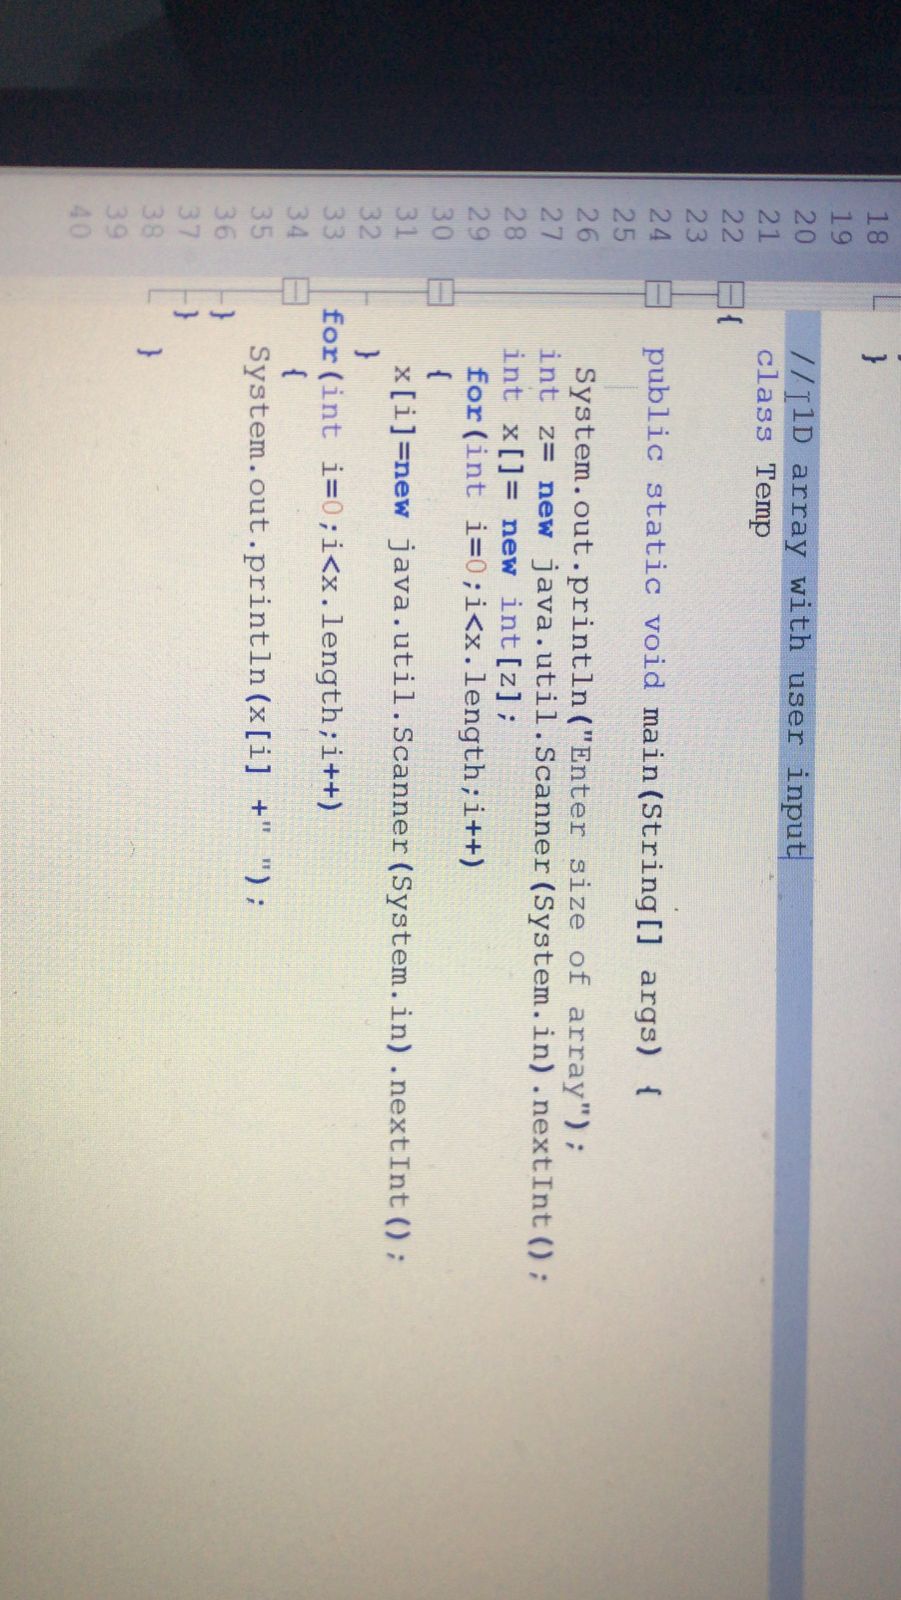 18 }
19
20 //j1D array with user input
21 class Temp
22 {
23
24 public static void main(String[] args) {
25
26 System.out.println("Enter size of array");
27 int z= new java.util.Scanner(System.in).nextInt();
28 int x[]= new int[z];
29 for(int i=0;i<x.length;i++)
30 {
31 x[i]=new java.util.Scanner(System.in).nextInt();
32 }
33 for(int i=0;i<x.length;i++)
34 {
35 System.out.println(x[i] +" ");
36 }
37 }
38 }
39
40